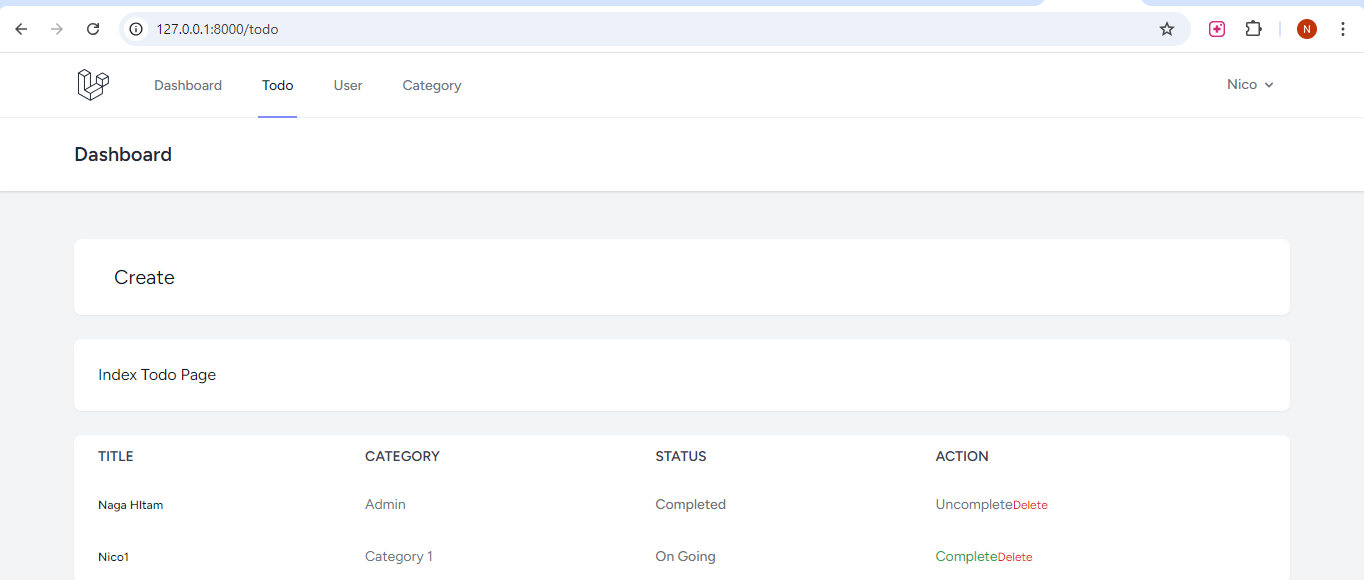 127.0.0.1:8000/todo
N
Dashboard Todo User Category Nico
Dashboard
Create
Index Todo Page
TITLE CATEGORY STATUS ACTION
Naga HItam Admin Completed UncompleteDelete
Nico1 Category 1 On Going CompleteDelete